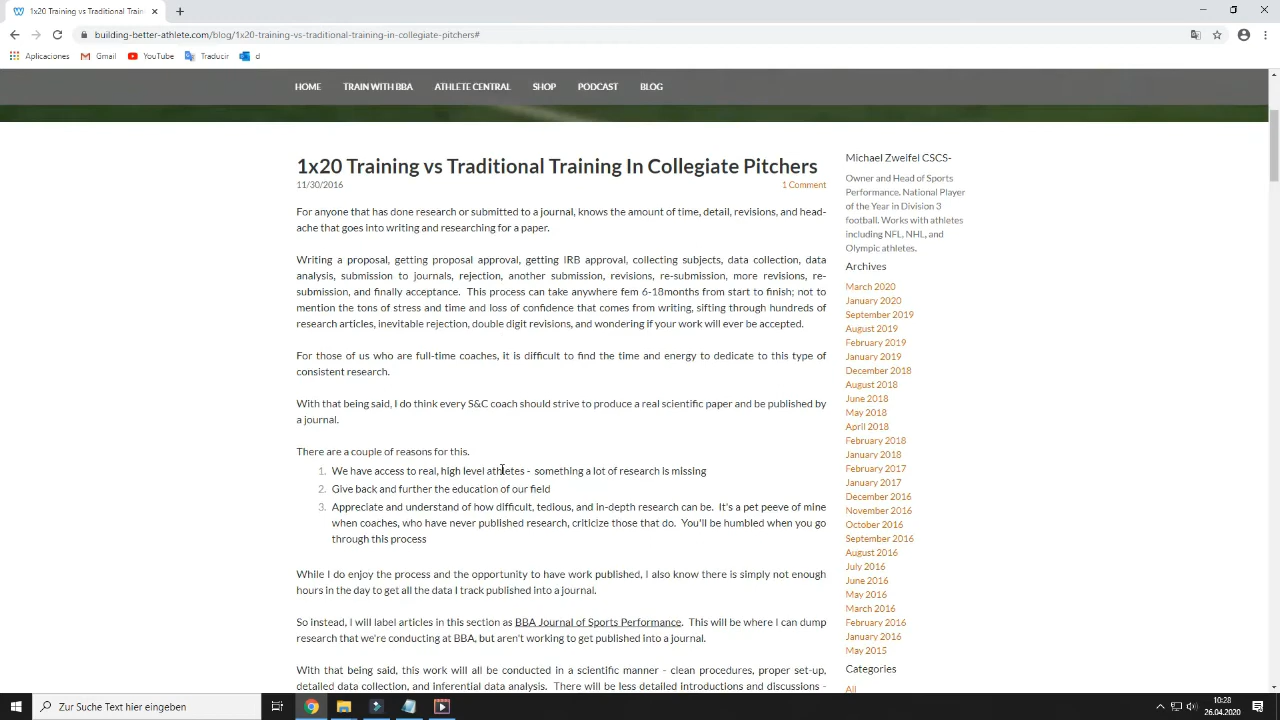 1x20 Training vs Traditional Train
building-better-athlete.com/blog/1x20-training-vs-traditional-training-in-collegiate-pitchers#
Aplicaciones
Gmail
YouTube
Traducir
d
HOME
TRAIN WITH BBA
ATHLETE CENTRAL
SHOP
PODCAST
BLOG
1x20 Training vs Traditional Training In Collegiate Pitchers
11/30/2016
1 Comment
For anyone that has done research or submitted to a journal, knows the amount of time, detail, revisions, and head-
ache that goes into writing and researching for a paper.
Writing a proposal, getting proposal approval, getting IRB approval, collecting subjects, data collection, data
analysis, submission to journals, rejection, another submission, revisions, re-submission, more revisions, re-
submission, and finally acceptance. This process can take anywhere fem 6-18months from start to finish; not to
mention the tons of stress and time and loss of confidence that comes from writing, sifting through hundreds of
research articles, inevitable rejection, double digit revisions, and wondering if your work will ever be accepted.
For those of us who are full-time coaches, it is difficult to find the time and energy to dedicate to this type of
consistent research.
With that being said, I do think every S&C coach should strive to produce a real scientific paper and be published by
a journal.
There are a couple of reasons for this.
1. We have access to real, high level athletes - something a lot of research is missing
2. Give back and further the education of our field
3. Appreciate and understand of how difficult, tedious, and in-depth research can be. It's a pet peeve of mine
when coaches, who have never published research, criticize those that do. You'll be humbled when you go
through this process
While I do enjoy the process and the opportunity to have work published, I also know there is simply not enough
hours in the day to get all the data I track published into a journal.
So instead, I will label articles in this section as BBA Journal of Sports Performance. This will be where I can dump
research that we're conducting at BBA, but aren't working to get published into a journal.
With that being said, this work will all be conducted in a scientific manner - clean procedures, proper set-up,
detailed data collection, and inferential data analysis. There will be less detailed introductions and discussions -
Michael Zweifel CSCS-
Owner and Head of Sports
Performance. National Player
of the Year in Division 3
football. Works with athletes
including NFL, NHL, and
Olympic athletes.
Archives
March 2020
January 2020
September 2019
August 2019
February 2019
January 2019
December 2018
August 2018
June 2018
May 2018
April 2018
February 2018
January 2018
February 2017
January 2017
December 2016
November 2016
October 2016
September 2016
August 2016
July 2016
June 2016
May 2016
March 2016
February 2016
January 2016
May 2015
Categories
All
Zur Suche Text hier eingeben
10:28
26.04.2020